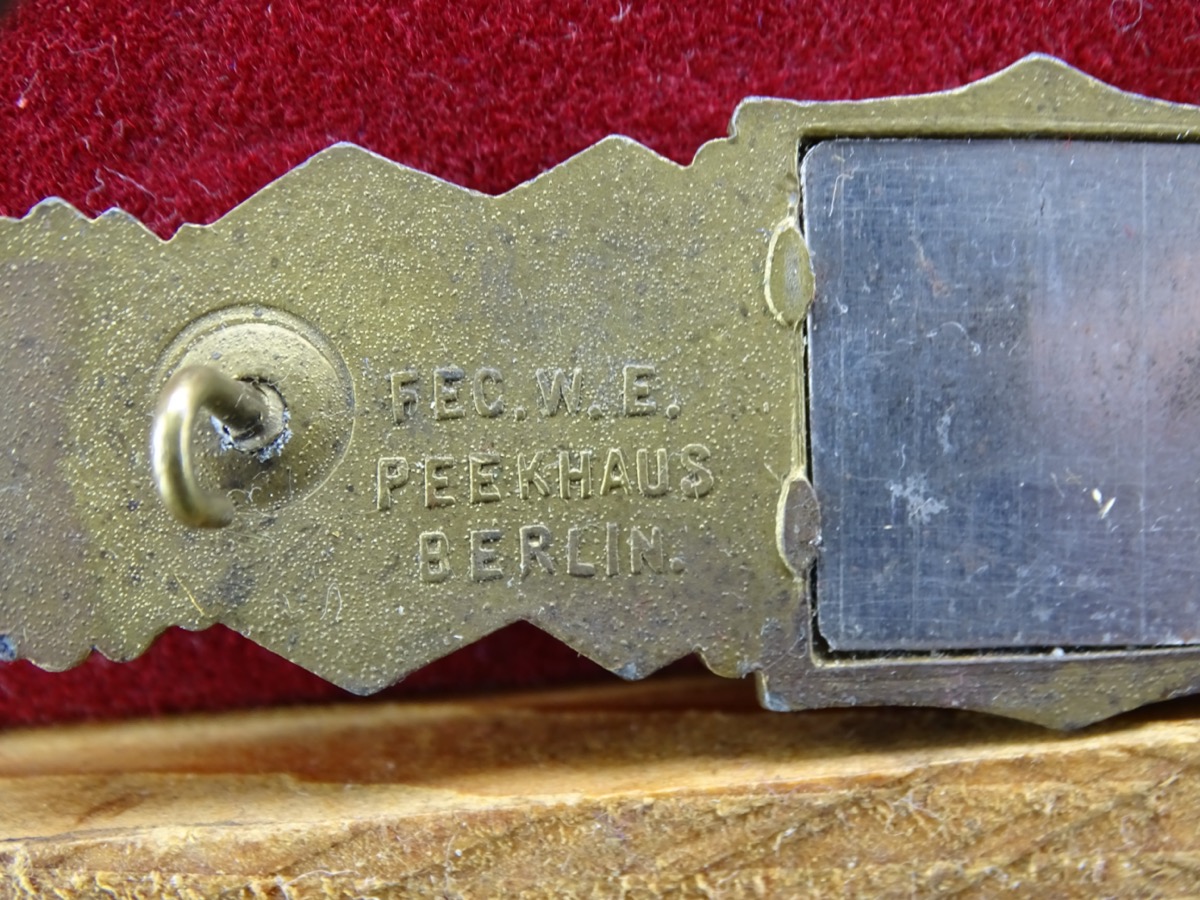 FEC. W. E.
PEEKHAUS
BERLIN.